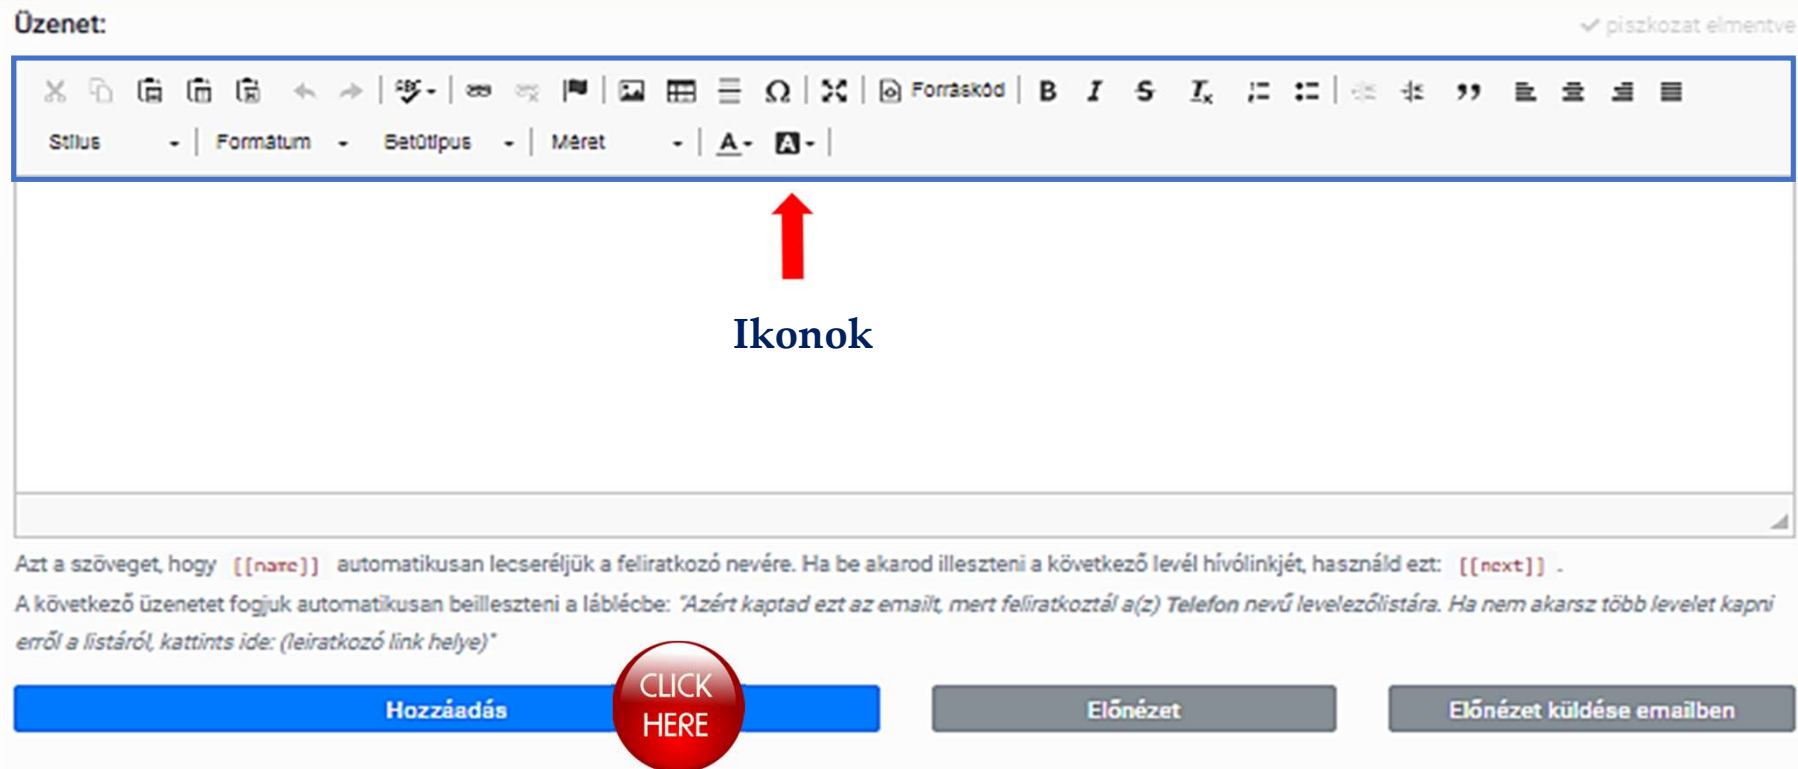 Üzenet:
piszkozat elmentve
Forráskód B I S Ix
Stílus Formátum Betűtípus Méret A A
Ikonok
Azt a szöveget, hogy [[name]] automatikusan lecseréljük a feliratkozó nevére. Ha be akarod illeszteni a következő levél hívólinkjét, használd ezt: [[next]] .
A következő üzenetet fogjuk automatikusan beilleszteni a láblécbe: "Azért kaptad ezt az emailt, mert feliratkoztál a(z) Telefon nevű levelezőlistára. Ha nem akarsz több levelet kapni
erről a listáról, kattints ide: (leiratkozó link helye)"
Hozzáadás
CLICK
HERE
Előnézet
Előnézet küldése emailben